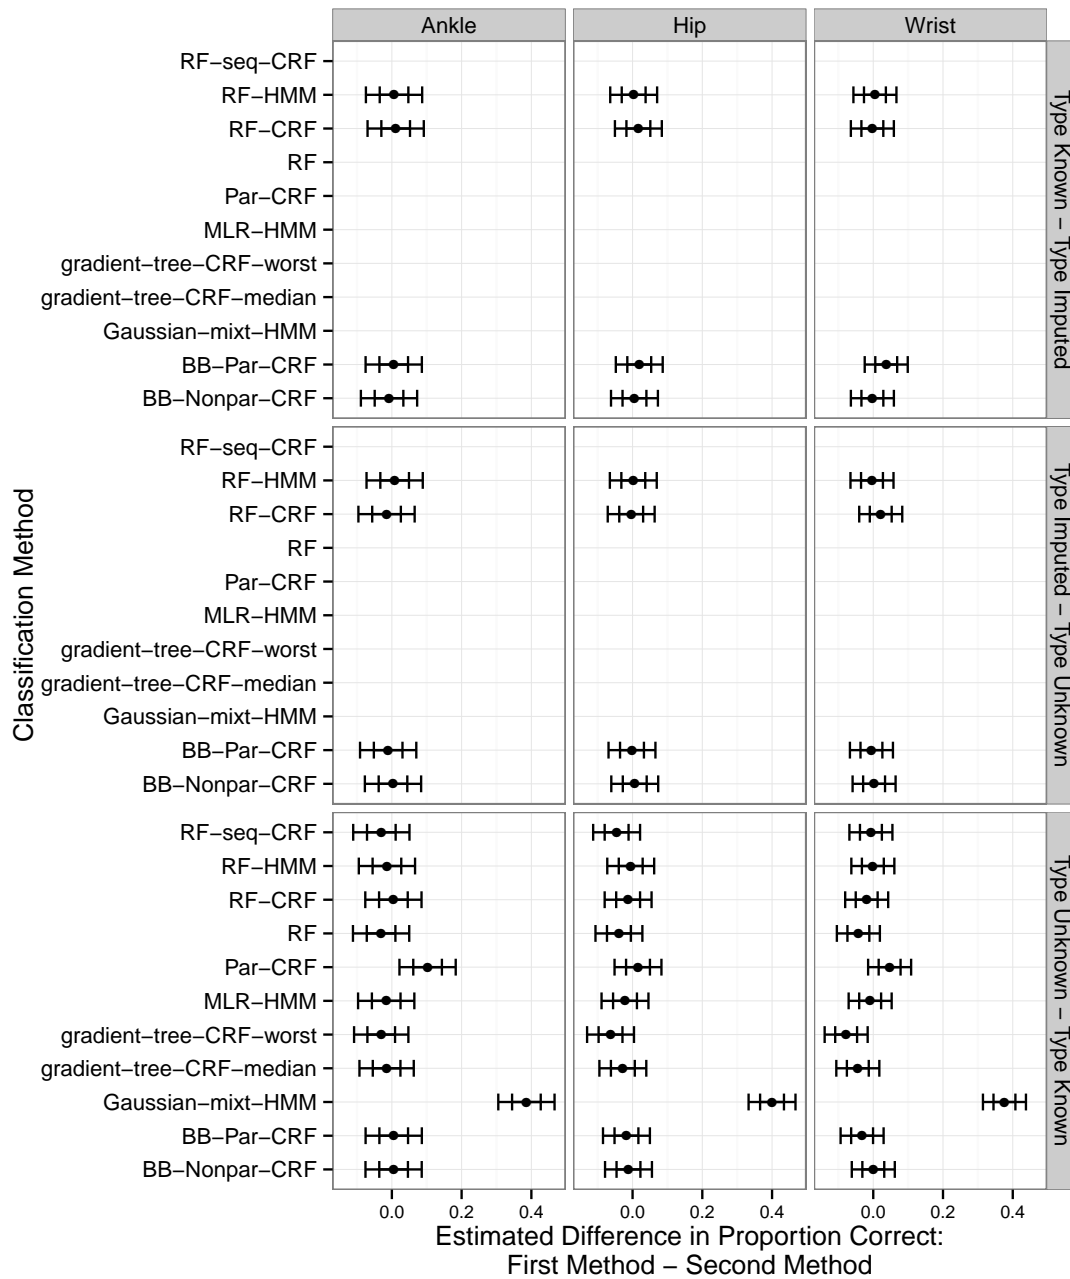 Ankle
Hip
Wrist
RF−seq−CRF
RF−HMM
RF−CRF
RF
Par−CRF
MLR−HMM
gradient−tree−CRF−worst
gradient−tree−CRF−median
Gaussian−mixt−HMM
BB−Par−CRF
BB−Nonpar−CRF
Type Known − Type Imputed
RF−seq−CRF
RF−HMM
RF−CRF
RF
Par−CRF
MLR−HMM
gradient−tree−CRF−worst
gradient−tree−CRF−median
Gaussian−mixt−HMM
BB−Par−CRF
BB−Nonpar−CRF
Type Imputed − Type Unknown
Classification Method
RF−seq−CRF
RF−HMM
RF−CRF
RF
Par−CRF
MLR−HMM
gradient−tree−CRF−worst
gradient−tree−CRF−median
Gaussian−mixt−HMM
BB−Par−CRF
BB−Nonpar−CRF
Type Unknown − Type Known
0.0 0.2 0.4
0.0 0.2 0.4
0.0 0.2 0.4
Estimated Difference in Proportion Correct:
First Method − Second Method